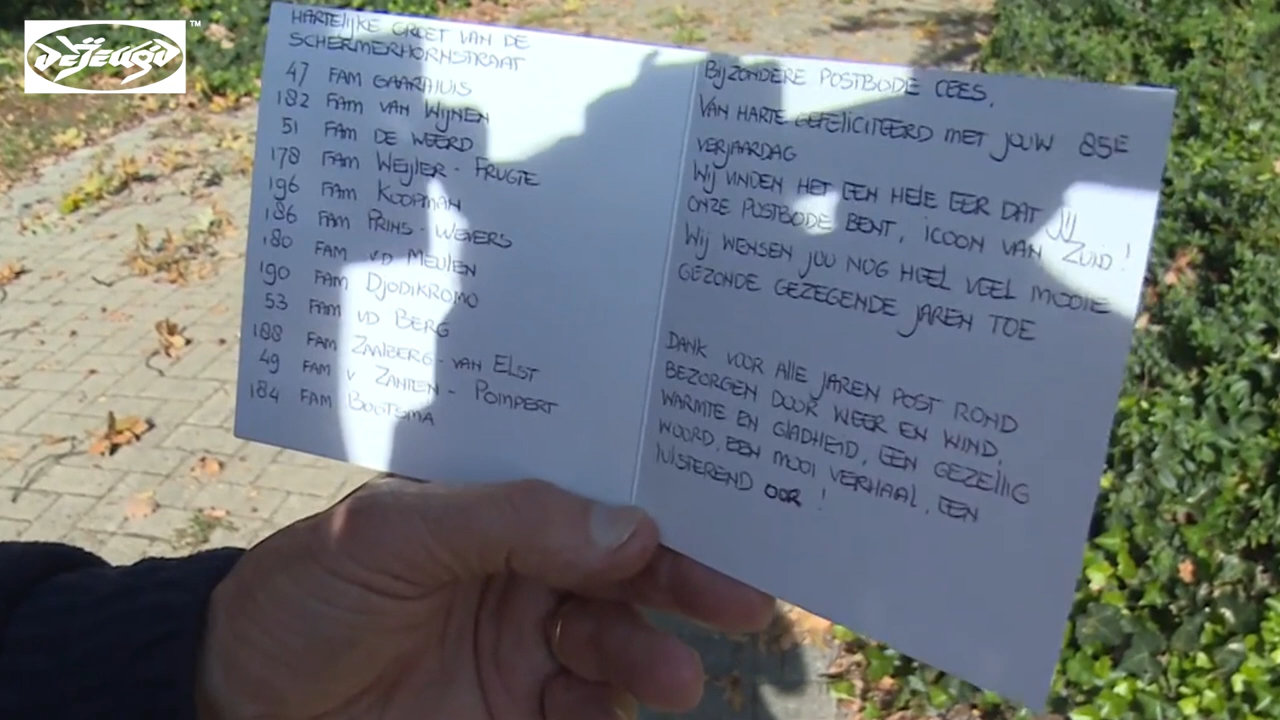 DEJEUGD
TM
HARTELIJKE GROET VAN DE
SCHERMERHORNSTRAAT
47 FAM GAARAIUIS
182 FAM VAN WIJNEN
51 FAM DE WEERD
178 FAM WEIJLER - FRUGTE
196 FAM KOOPMAN
186 FAM PRINS - WEVERS
180 FAM VD MEULEN
190 FAM DJODIKROMO
53 FAM VD BERG
188 FAM ZAALBERG - VAN ELST
49 FAM V ZANTEN - POMPERT
184 FAM BOOTSMA
BIJZONDERE POSTBODE CEES,
VAN HARTE GEFELICITEERD MET JOUW 85E
VERJAARDAG
WIJ VINDEN HET EEN HELE EER DAT JIJ
ONZE POSTBODE BENT, ICOON VAN ZUID!
WIJ WENSEN JOU NOG HEEL VEEL MOOIE
GEZONDE GEZEGENDE JAREN TOE
DANK VOOR ALLE JAREN POST ROND
BEZORGEN DOOR WEER EN WIND,
WARMTE EN GLADHEID, EEN GEZELLIG
WOORD, EEN MOOI VERHAAL, EEN
LUISTEREND OOR!